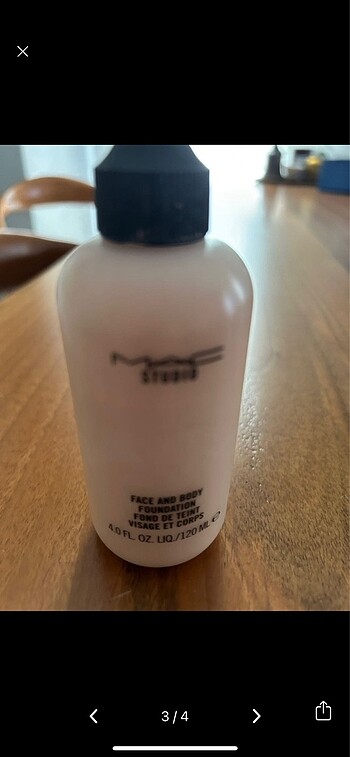 MAC
STUDIO
FACE AND BODY
FOUNDATION
FOND DE TEINT
VISAGE ET CORPS
4.0 FL. OZ. LIQ./120 ML ℮
3/4